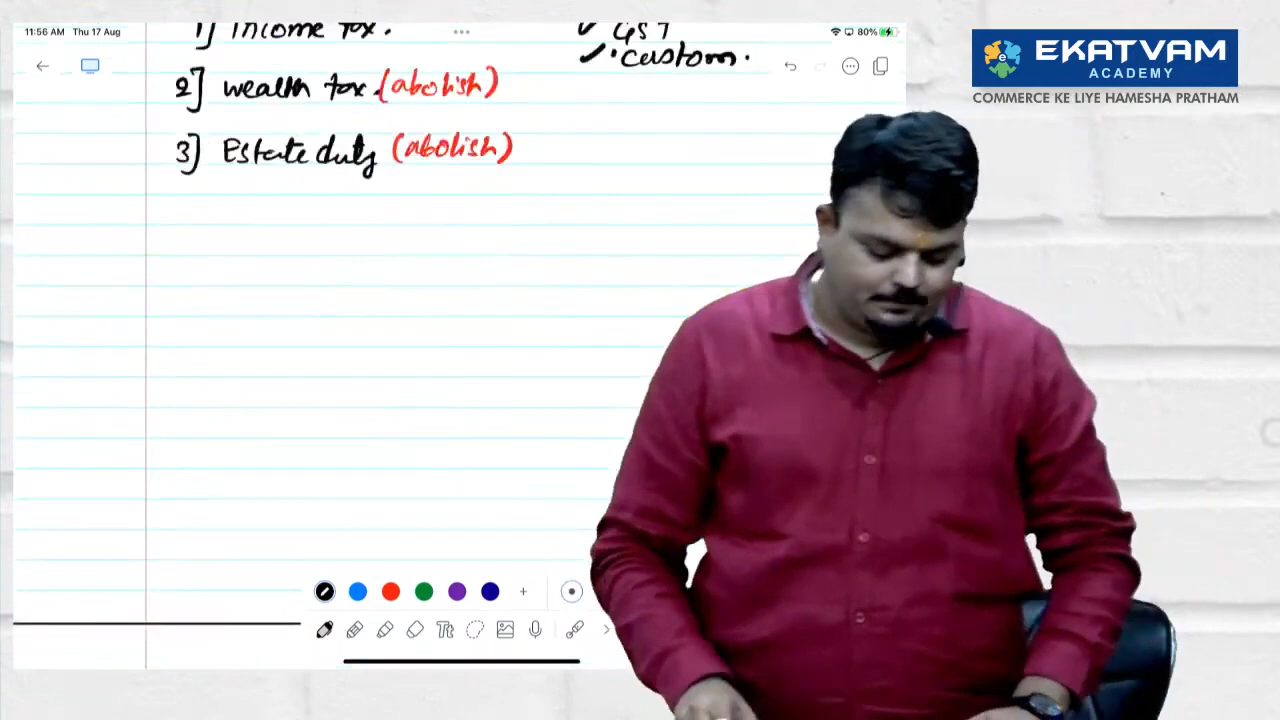 11:56 AM Thu 17 Aug
80%
1] Income tax.
✓ GST
✓ • Custom.
2] wealth tax. (abolish)
3] Estate duty (abolish)
Tt
EKATVAM
ACADEMY
COMMERCE KE LIYE HAMESHA PRATHAM